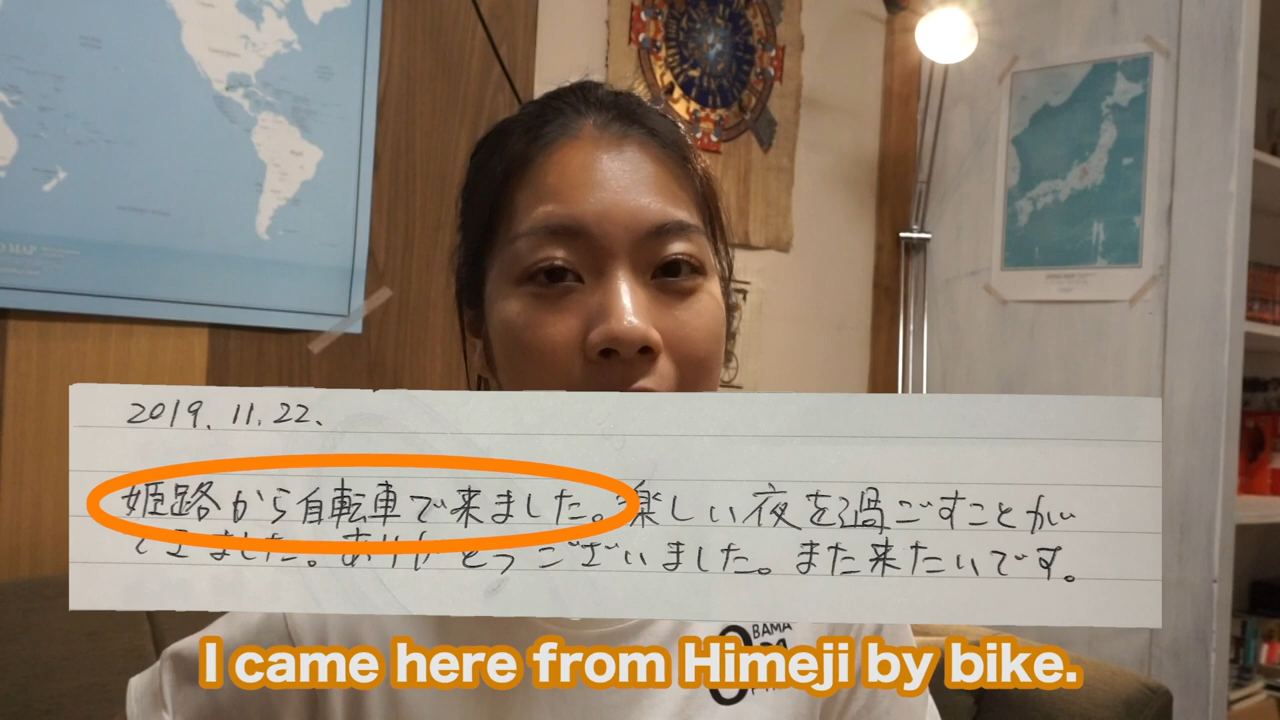 MAP
2019.11.22、
姫路から自転車で来ました。楽しい夜を過ごすことが
できました。ありがとうございました。また来たいです。
BAMA
I came here from Himeji by bike.